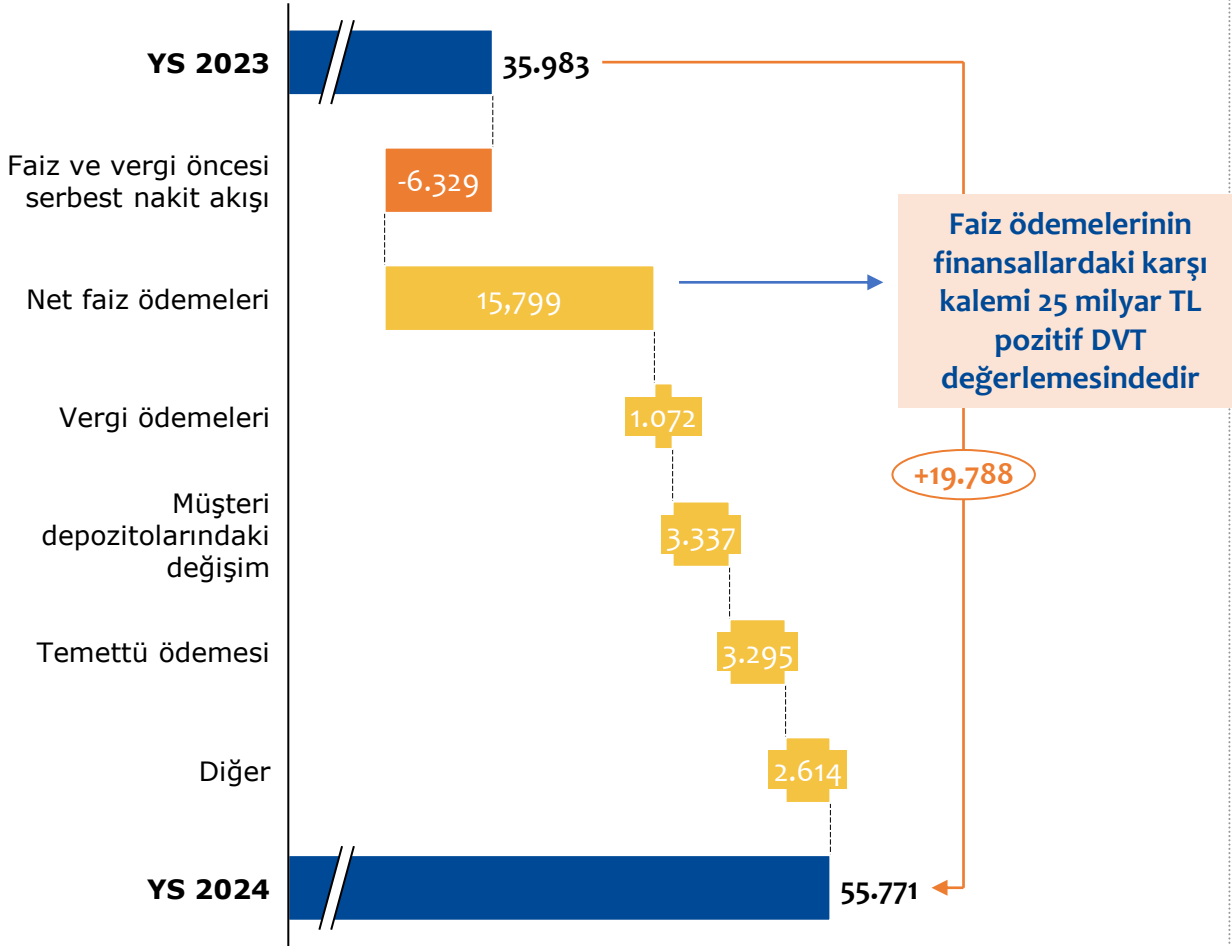 YS 2023
35.983
Faiz ve vergi öncesi
serbest nakit akışı
-6.329
Net faiz ödemeleri
15,799
Faiz ödemelerinin
finansallardaki karşı
kalemi 25 milyar TL
pozitif DVT
değerlemesindedir
Vergi ödemeleri
1.072
+19.788
Müşteri
depozitolarındaki
değişim
3.337
Temettü ödemesi
3.295
Diğer
2.614
YS 2024
55.771